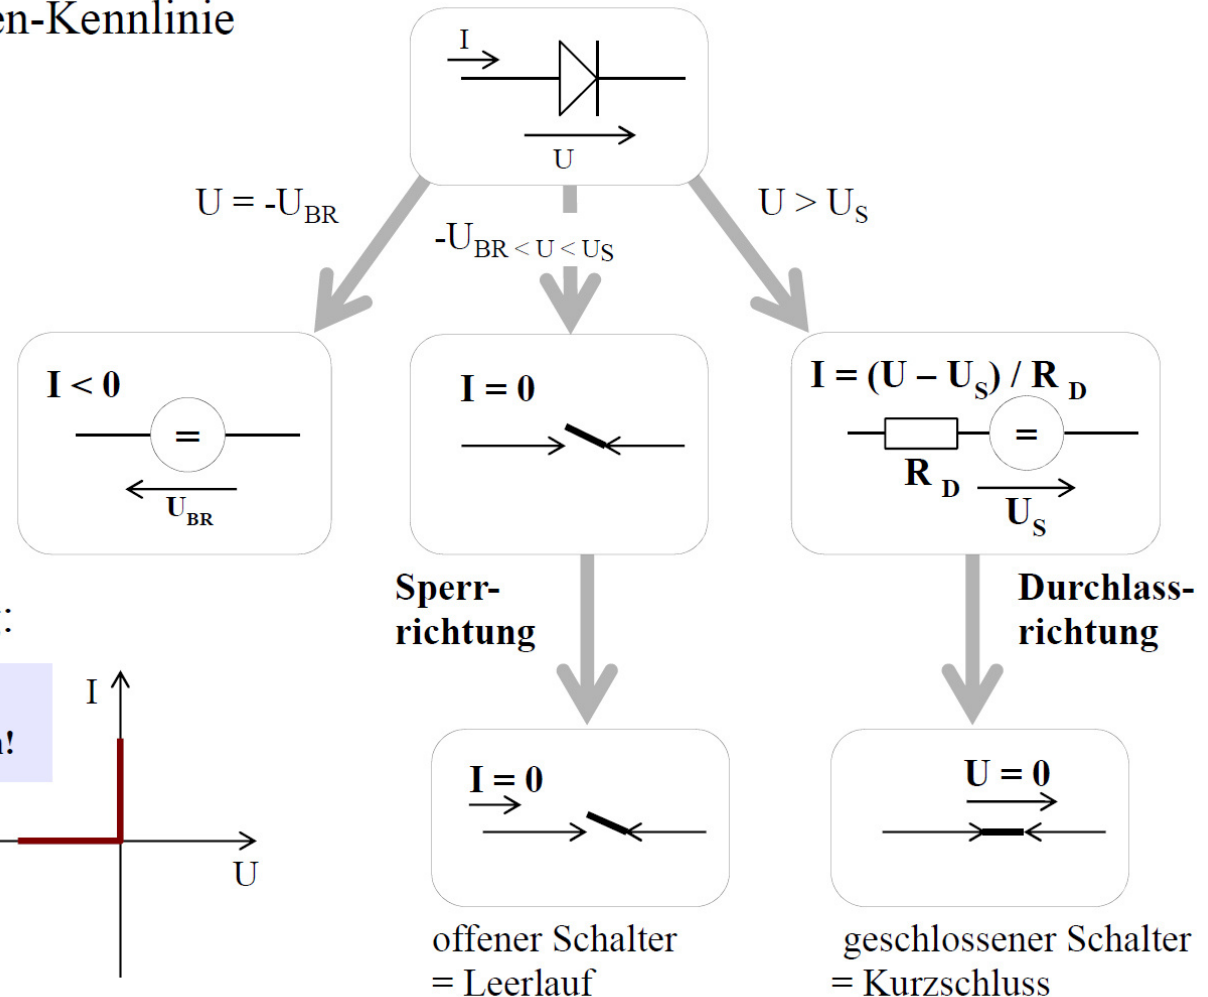 en-Kennlinie
I
U
U = -U_BR
-U_BR < U < U_S
U > U_S
I < 0
=
U_BR
I = 0
I = (U – U_S) / R_D
=
R_D
U_S
Sperr-
richtung
Durchlass-
richtung
:
!
I
U
I = 0
U = 0
offener Schalter
= Leerlauf
geschlossener Schalter
= Kurzschluss